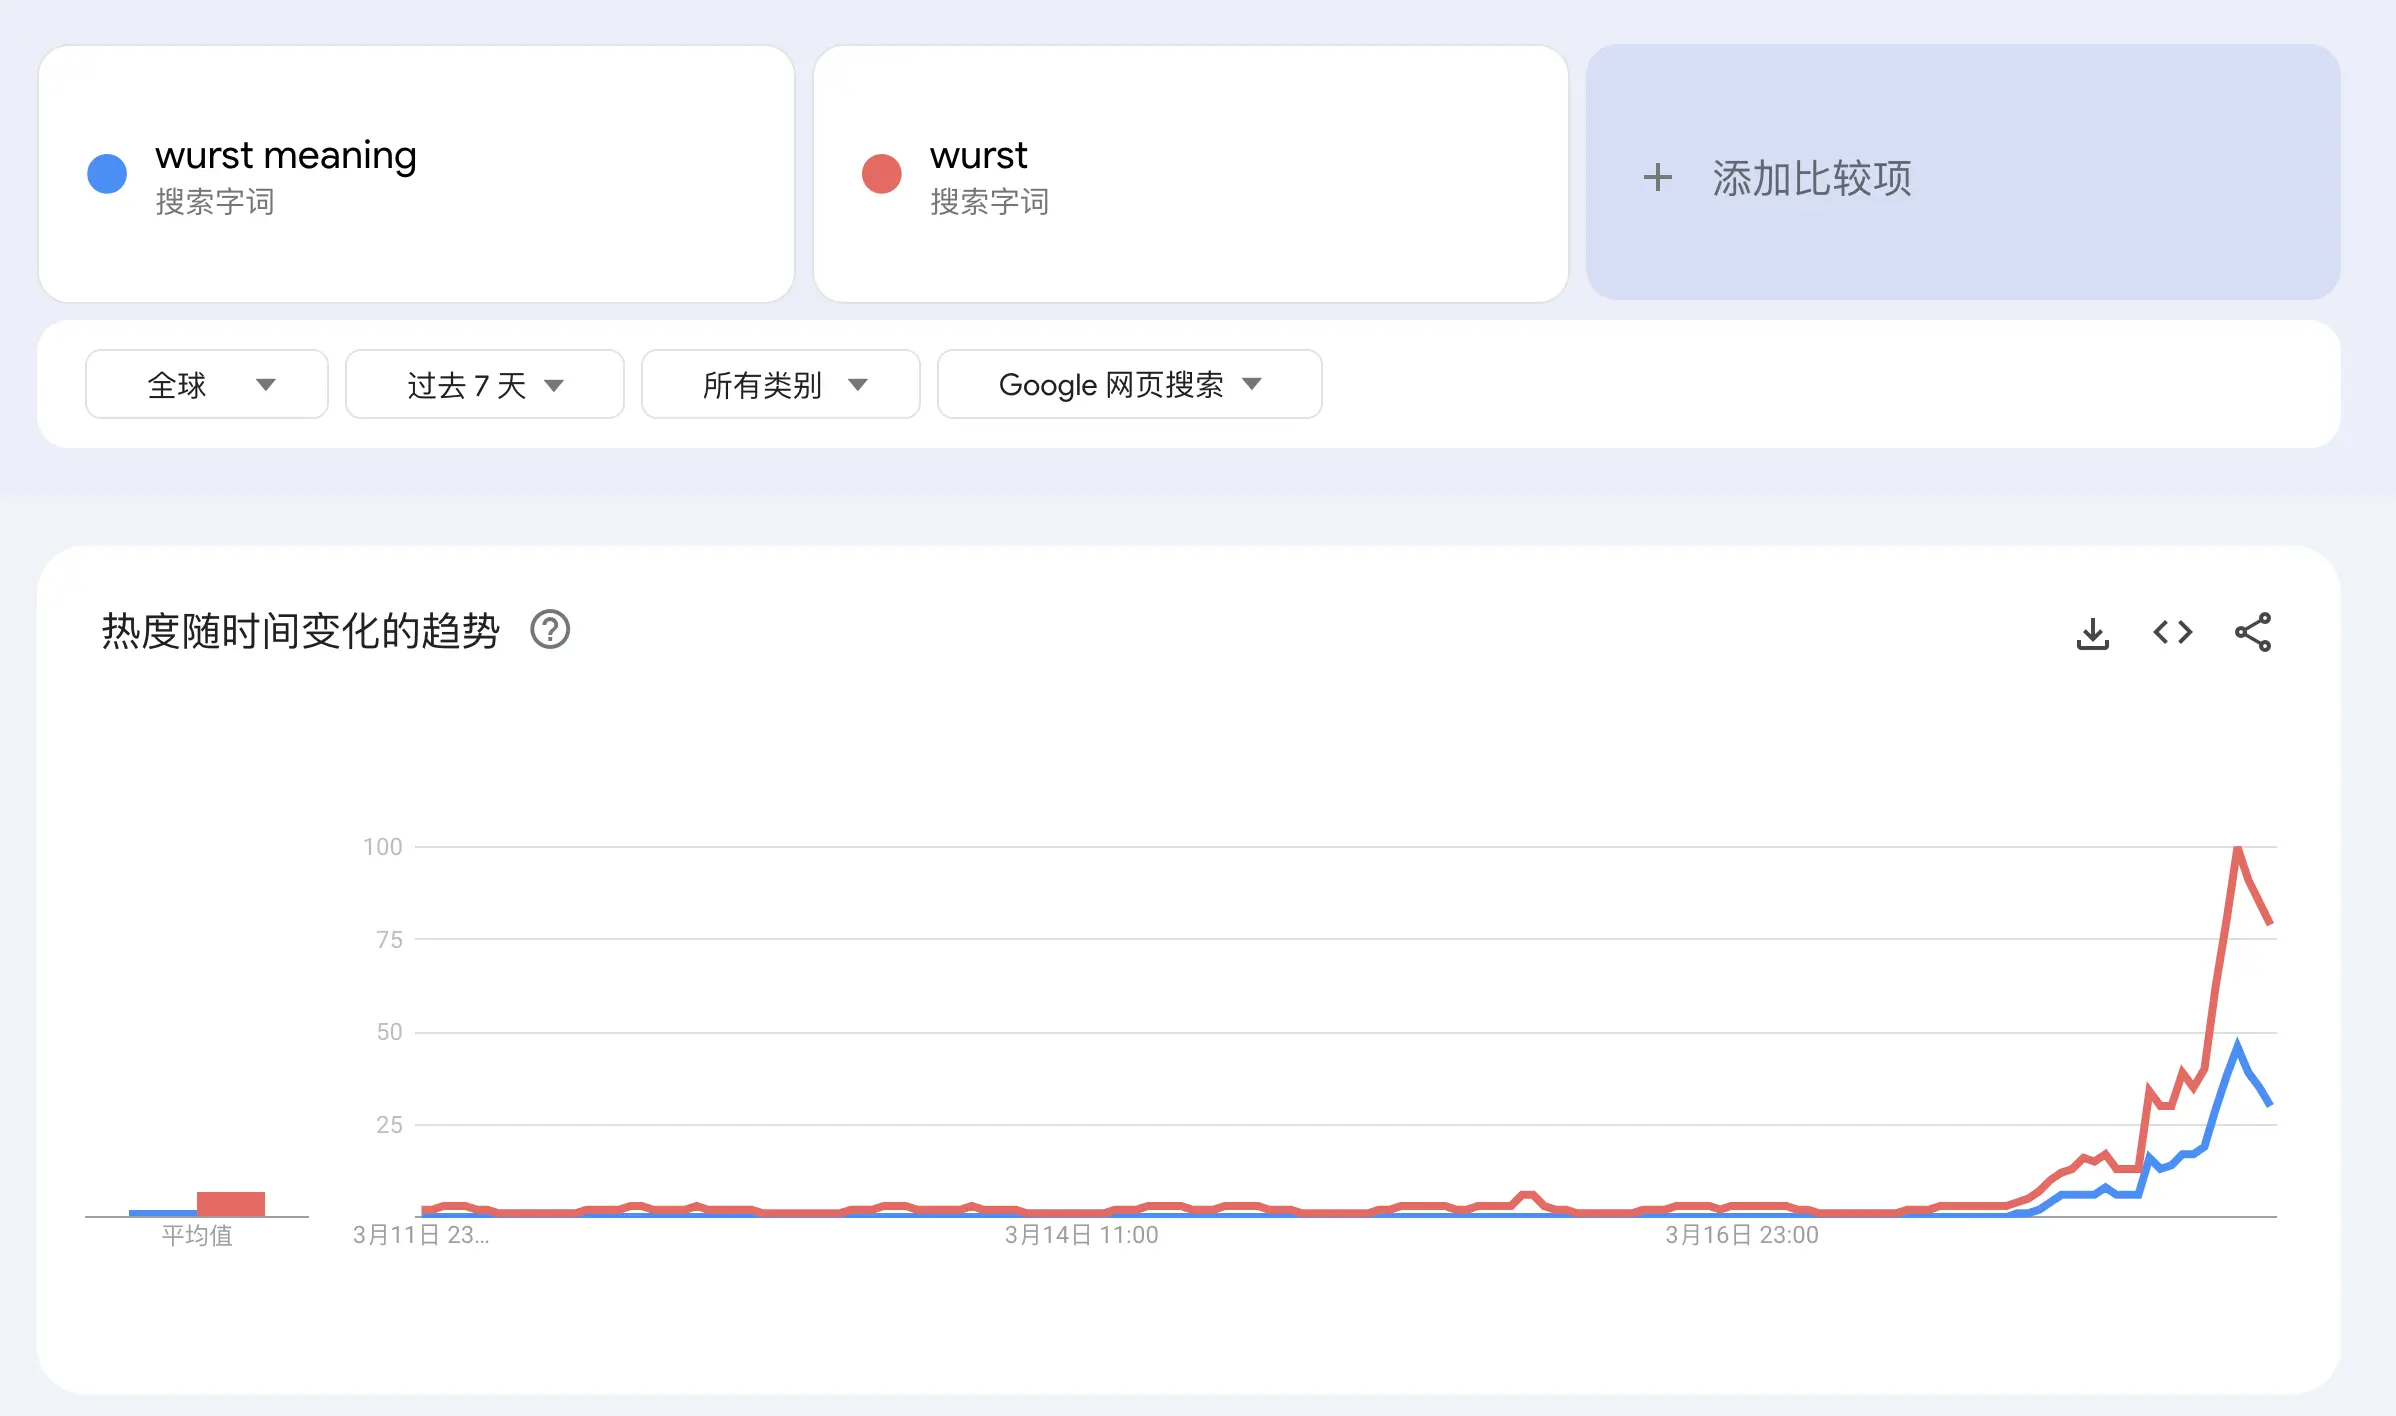 wurst meaning
搜索字词
wurst
搜索字词
添加比较项
全球
过去 7 天
所有类别
Google 网页搜索
热度随时间变化的趋势
100
75
50
25
平均值
3月11日 23...
3月14日 11:00
3月16日 23:00